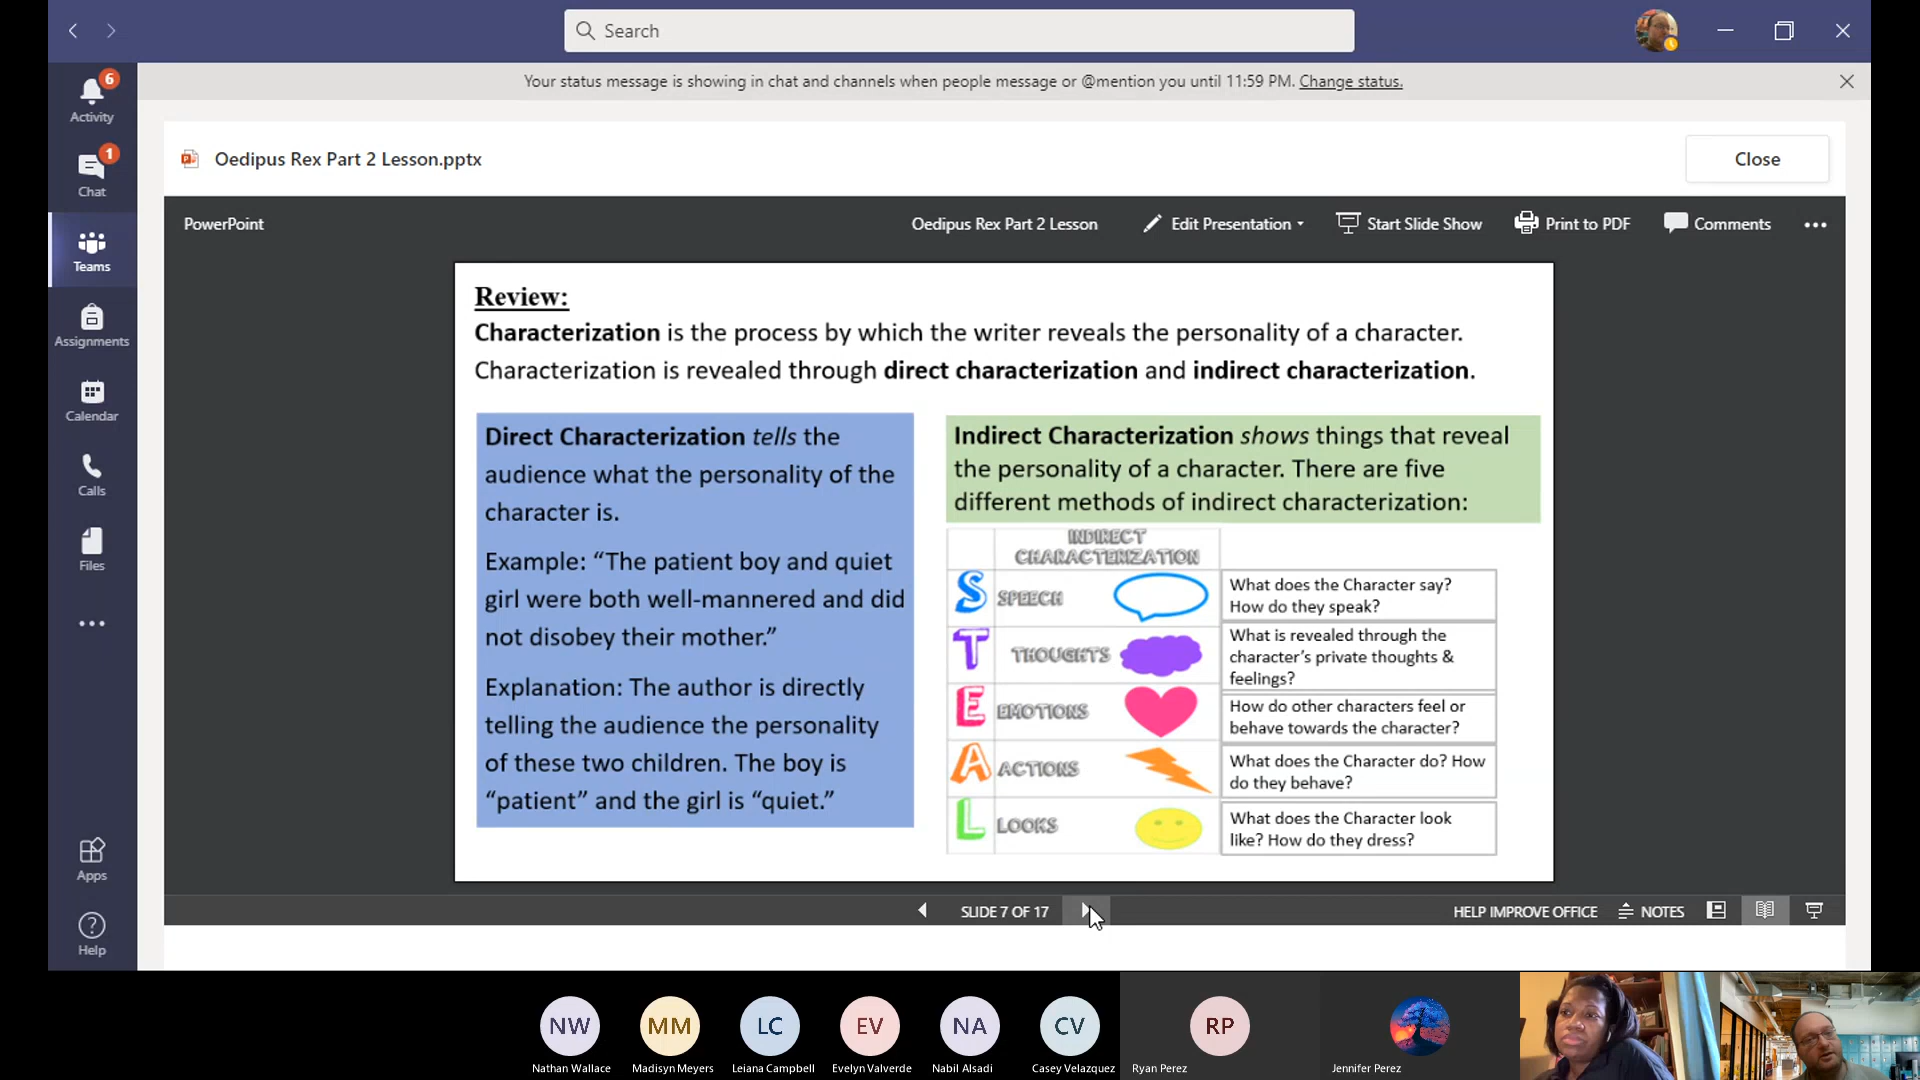 Search
Your status message is showing in chat and channels when people message or @mention you until 11:59 PM. Change status.
6
Activity
1
Chat
Teams
Assignments
Calendar
Calls
Files
Apps
Help
Oedipus Rex Part 2 Lesson.pptx
Close
PowerPoint
Oedipus Rex Part 2 Lesson
Edit Presentation
Start Slide Show
Print to PDF
Comments
Review:
Characterization is the process by which the writer reveals the personality of a character.
Characterization is revealed through direct characterization and indirect characterization.
Direct Characterization tells the
audience what the personality of the
character is.
Example: “The patient boy and quiet
girl were both well-mannered and did
not disobey their mother.”
Explanation: The author is directly
telling the audience the personality
of these two children. The boy is
“patient” and the girl is “quiet.”
Indirect Characterization shows things that reveal
the personality of a character. There are five
different methods of indirect characterization:
INDIRECT
CHARACTERIZATION
S SPEECH
What does the Character say?
How do they speak?
T THOUGHTS
What is revealed through the
character’s private thoughts &
feelings?
E EMOTIONS
How do other characters feel or
behave towards the character?
A ACTIONS
What does the Character do? How
do they behave?
L LOOKS
What does the Character look
like? How do they dress?
SLIDE 7 OF 17
HELP IMPROVE OFFICE
NOTES
NW
MM
LC
EV
NA
CV
RP
Nathan Wallace
Madisyn Meyers
Leiana Campbell
Evelyn Valverde
Nabil Alsadi
Casey Velazquez
Ryan Perez
Jennifer Perez